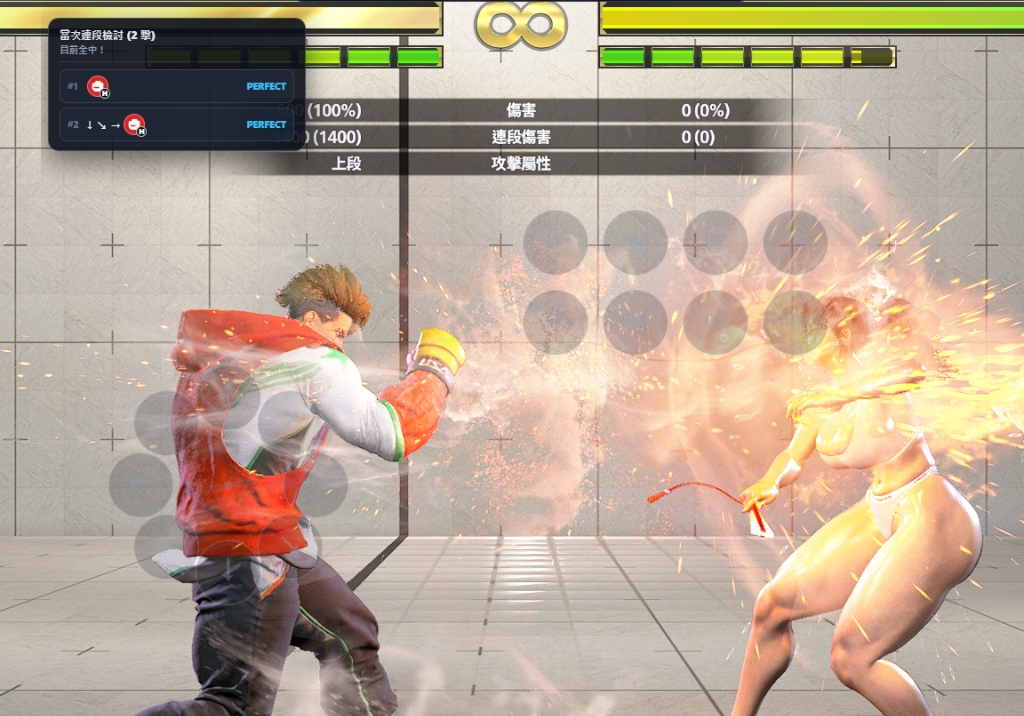 當次連段檢討 (2 擊)
目前全中！
#1 H PERFECT
#2 ↓↘→ H PERFECT
(100%) 傷害 0 (0%)
(1400) 連段傷害 0 (0)
上段 攻擊屬性